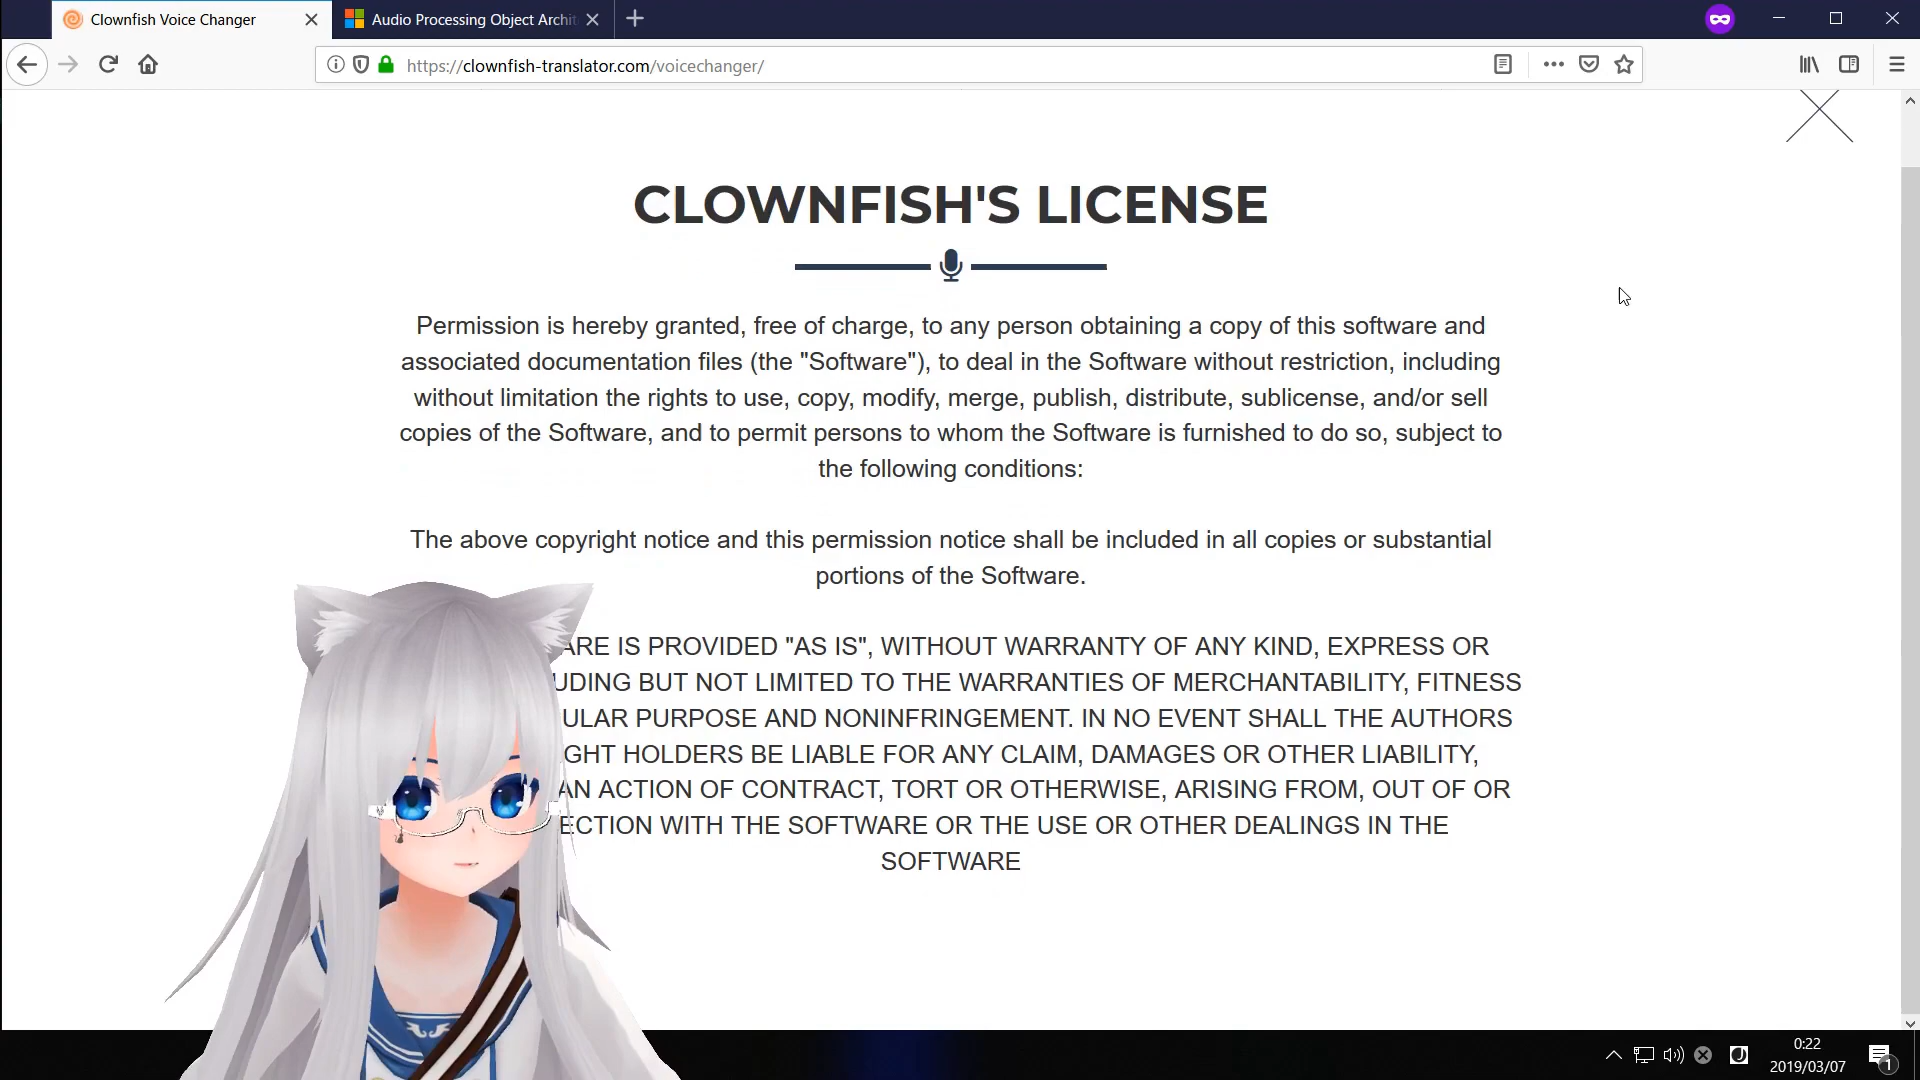 Clownfish Voice Changer
Audio Processing Object Archit
https://clownfish-translator.com/voicechanger/
CLOWNFISH'S LICENSE
Permission is hereby granted, free of charge, to any person obtaining a copy of this software and
associated documentation files (the "Software"), to deal in the Software without restriction, including
without limitation the rights to use, copy, modify, merge, publish, distribute, sublicense, and/or sell
copies of the Software, and to permit persons to whom the Software is furnished to do so, subject to
the following conditions:
The above copyright notice and this permission notice shall be included in all copies or substantial
portions of the Software.
ARE IS PROVIDED "AS IS", WITHOUT WARRANTY OF ANY KIND, EXPRESS OR
UDING BUT NOT LIMITED TO THE WARRANTIES OF MERCHANTABILITY, FITNESS
ULAR PURPOSE AND NONINFRINGEMENT. IN NO EVENT SHALL THE AUTHORS
IGHT HOLDERS BE LIABLE FOR ANY CLAIM, DAMAGES OR OTHER LIABILITY,
AN ACTION OF CONTRACT, TORT OR OTHERWISE, ARISING FROM, OUT OF OR
ECTION WITH THE SOFTWARE OR THE USE OR OTHER DEALINGS IN THE
SOFTWARE
0:22
2019/03/07
1